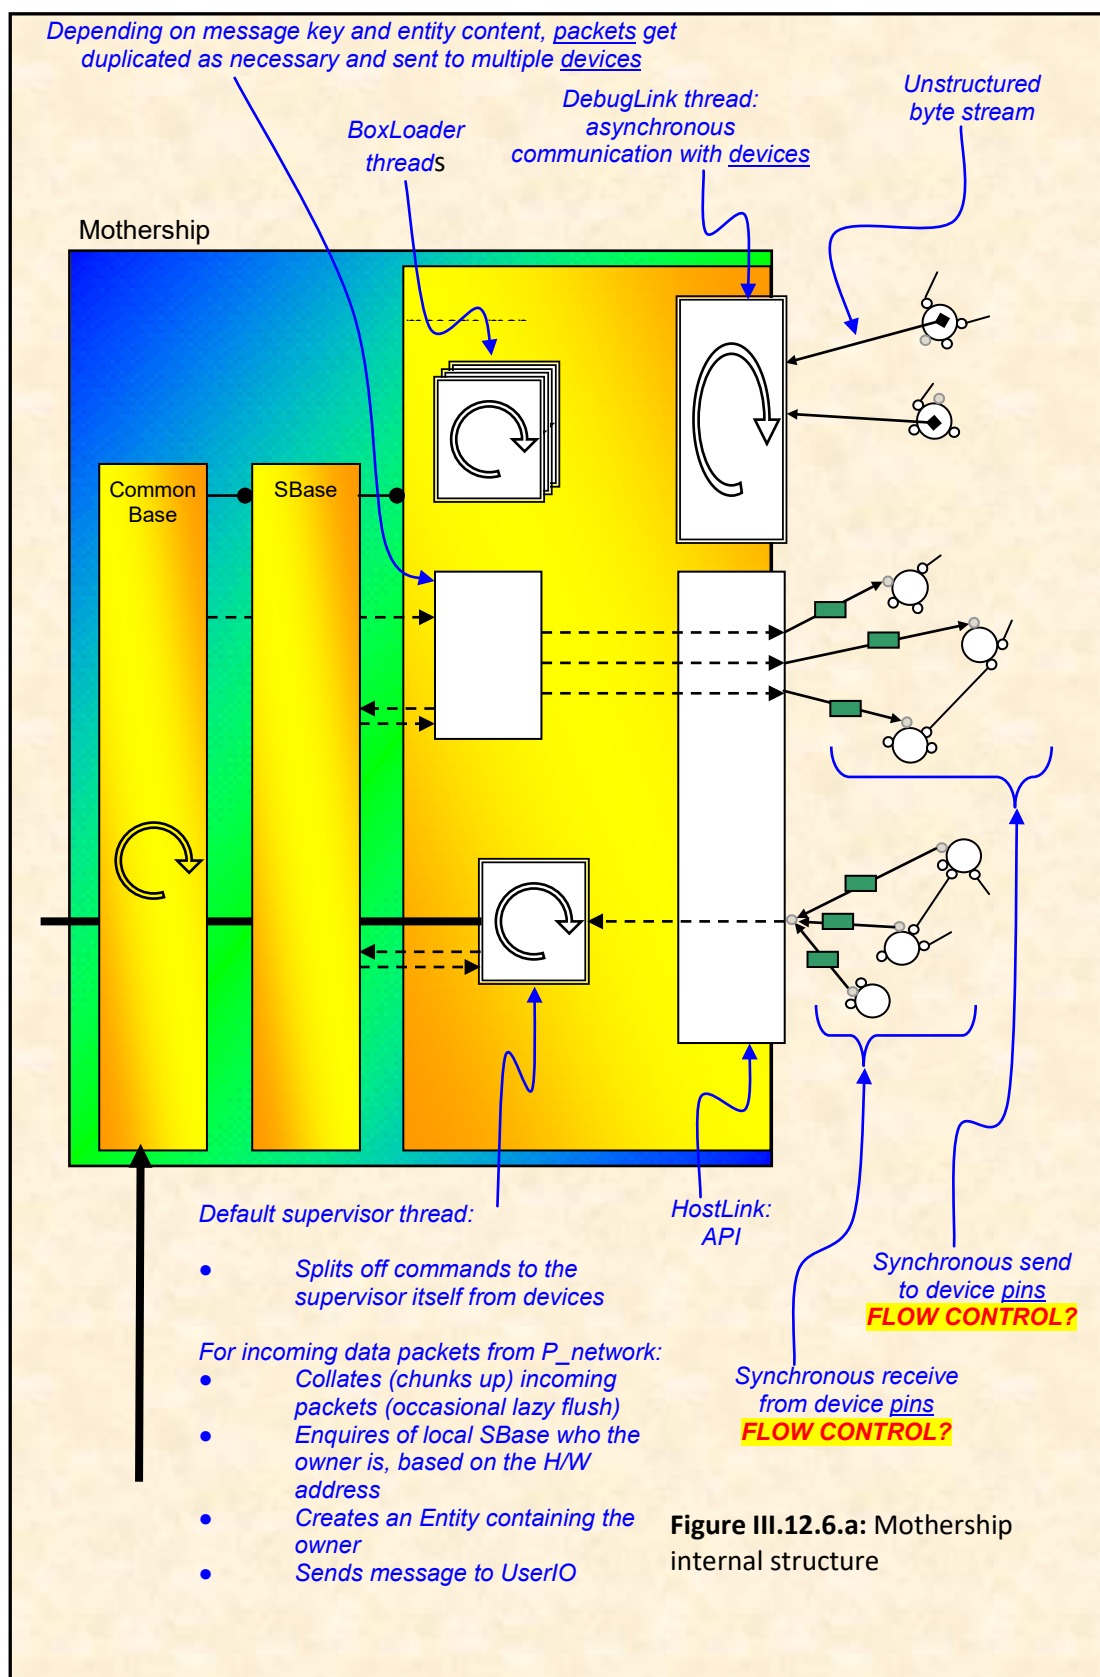 Depending on message key and entity content, packets get
duplicated as necessary and sent to multiple devices
DebugLink thread:
asynchronous
communication with devices
Unstructured
byte stream
BoxLoader
threads
Mothership
Common
Base
SBase
Default supervisor thread:
● Splits off commands to the
supervisor itself from devices
For incoming data packets from P_network:
● Collates (chunks up) incoming
packets (occasional lazy flush)
● Enquires of local SBase who the
owner is, based on the H/W
address
● Creates an Entity containing the
owner
● Sends message to UserIO
HostLink:
API
Synchronous send
to device pins
FLOW CONTROL?
Synchronous receive
from device pins
FLOW CONTROL?
Figure III.12.6.a: Mothership
internal structure